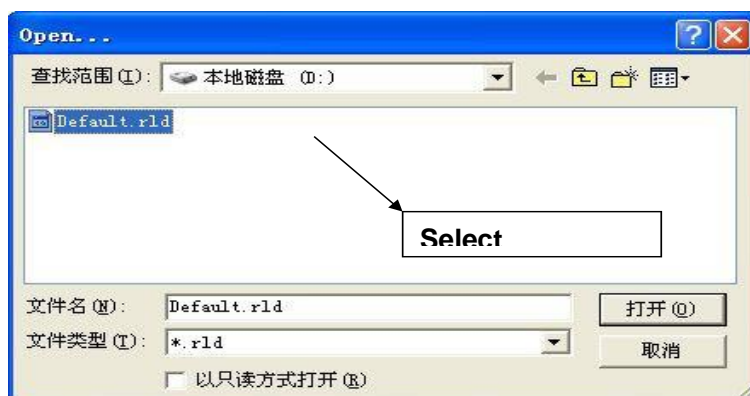 Open...
查找范围(I): 本地磁盘 (D:)
Default.rld
Select
文件名(N): Default.rld 打开(O)
文件类型(T): *.rld 取消
以只读方式打开(R)